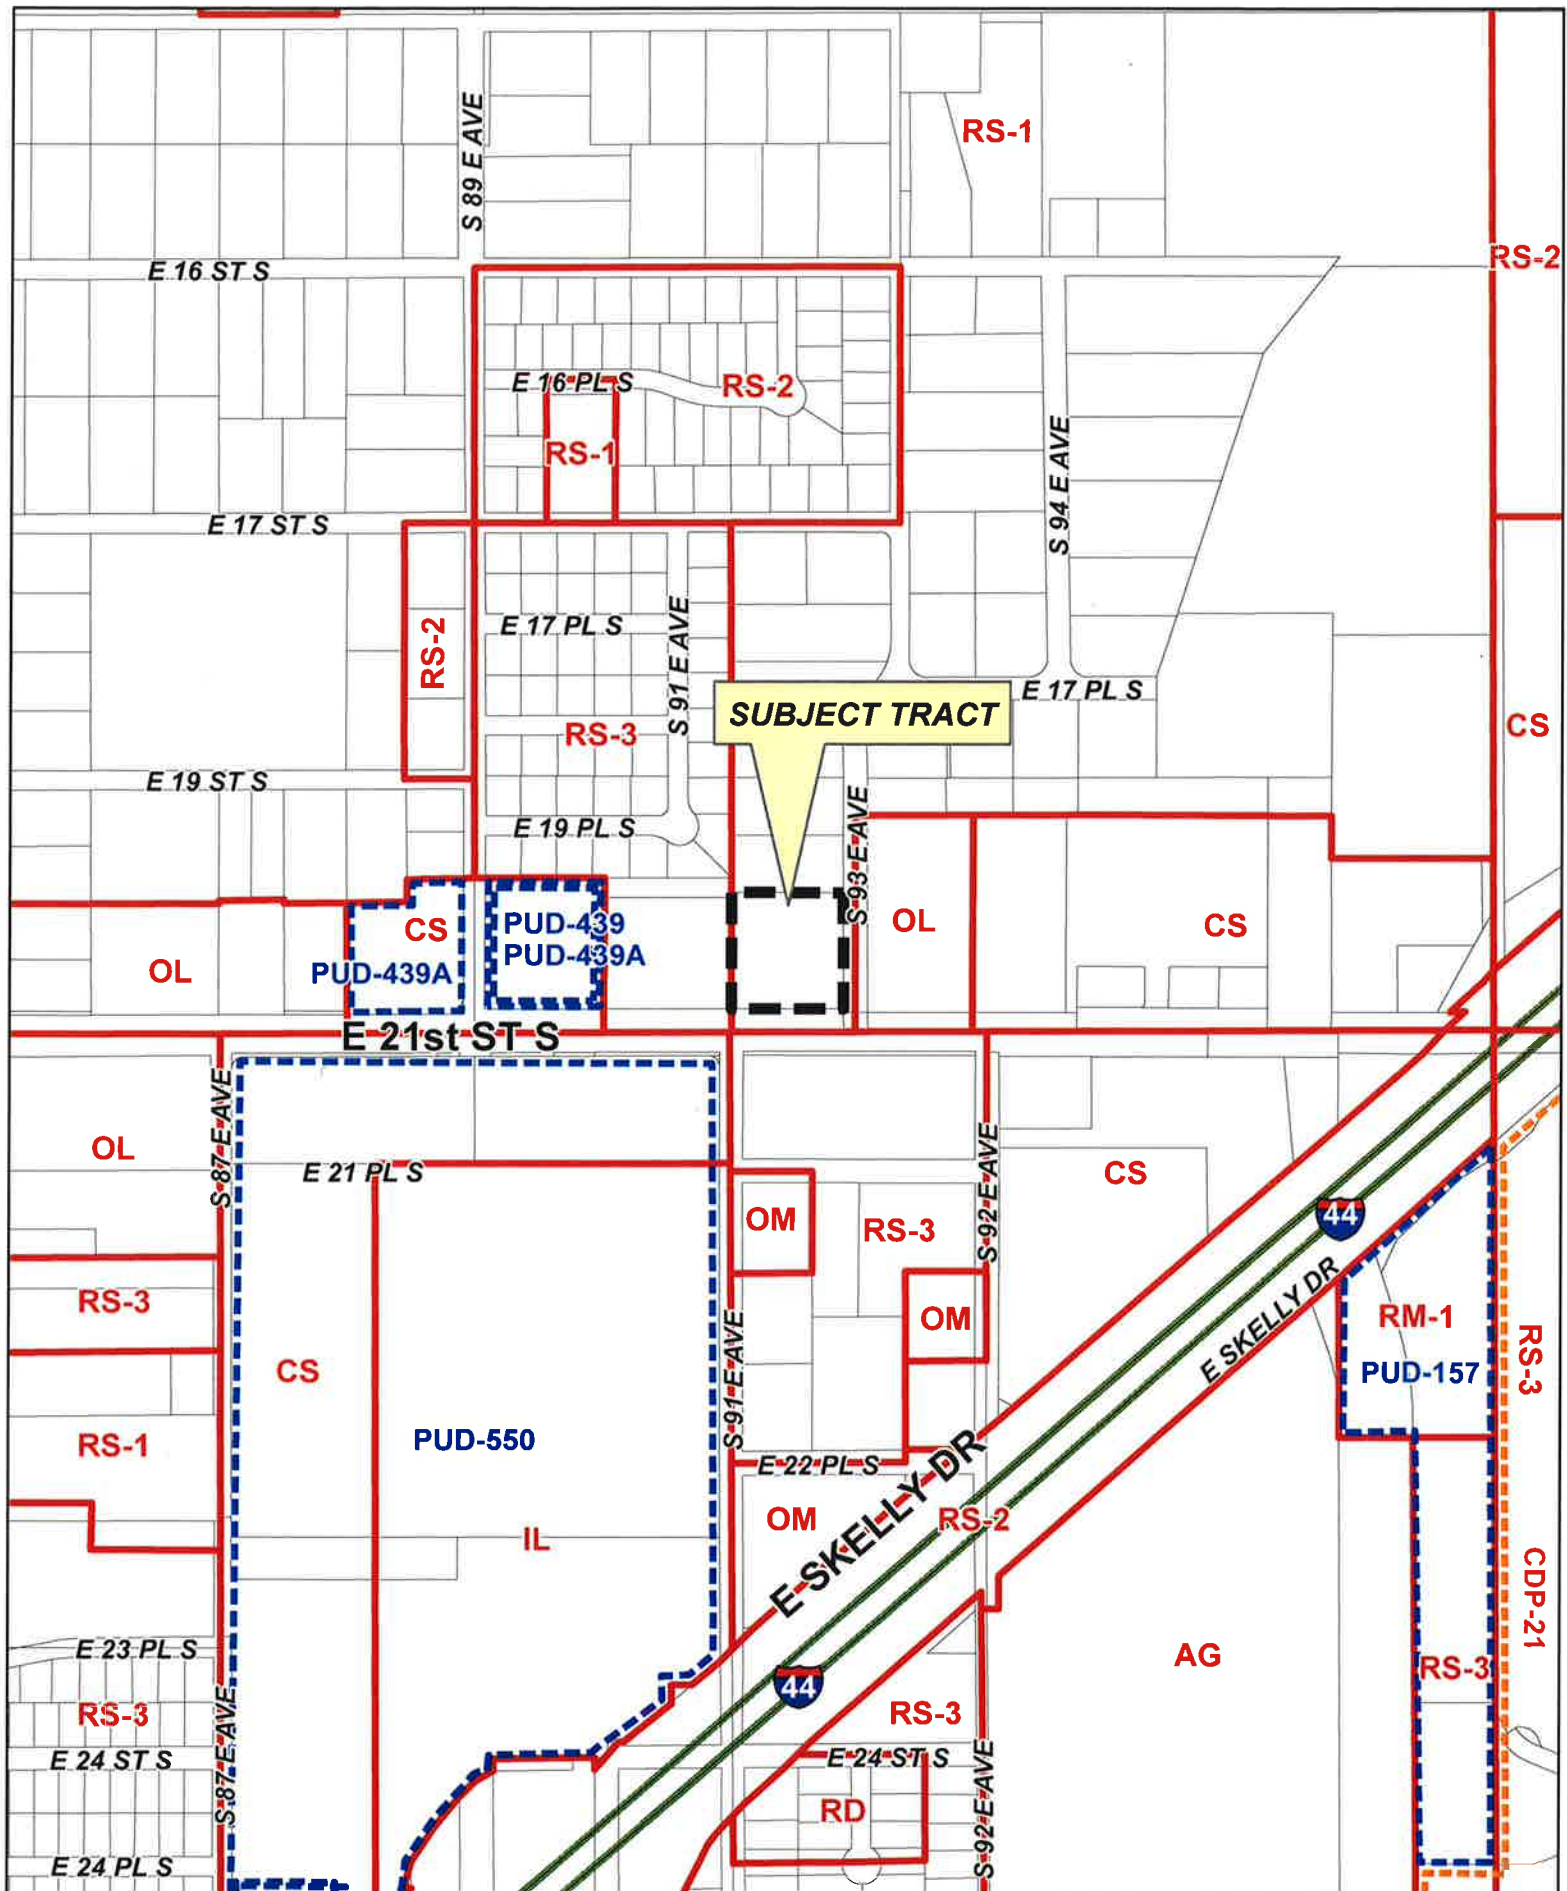 S 89 E AVE
RS-1
RS-2
E 16 ST S
E 16 PL S
RS-2
RS-1
S 94 E AVE
E 17 ST S
RS-2
E 17 PL S
S 91 E AVE
E 17 PL S
SUBJECT TRACT
RS-3
CS
E 19 ST S
E 19 PL S
S 93 E AVE
CS
PUD-439
PUD-439A
OL
CS
OL
PUD-439A
E 21st ST S
S 87 E AVE
OL
E 21 PL S
CS
S 92 E AVE
OM
RS-3
44
RS-3
OM
E SKELLY DR
RM-1
RS-3
PUD-157
CS
S 91 E AVE
RS-1
PUD-550
E 22 PL S
E SKELLY DR
OM
RS-2
IL
CDP-21
E 23 PL S
AG
RS-3
44
RS-3
RS-3
S 87 E AVE
E 24 ST S
E 24 ST S
S 92 E AVE
RD
E 24 PL S